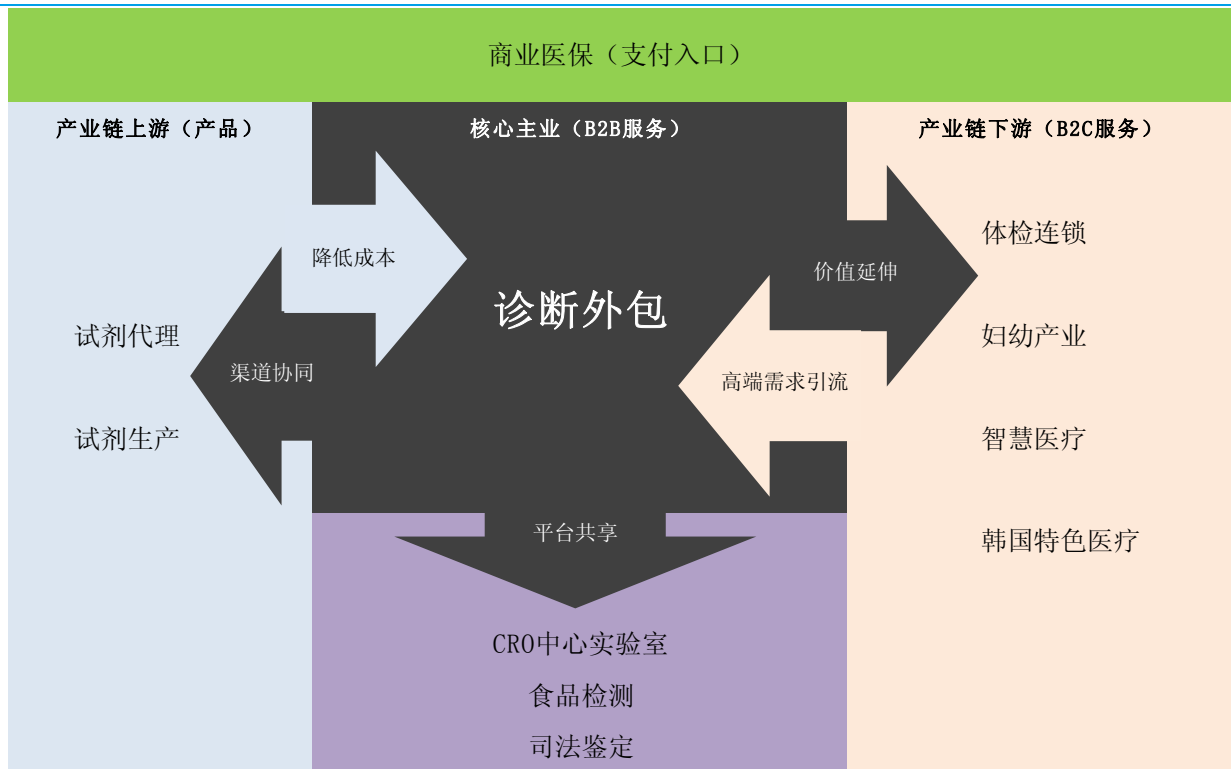 商业医保（支付入口）
产业链上游（产品）
核心主业（B2B服务）
产业链下游（B2C服务）
降低成本
渠道协同
试剂代理
试剂生产
诊断外包
价值延伸
高端需求引流
体检连锁
妇幼产业
智慧医疗
韩国特色医疗
平台共享
CRO中心实验室
食品检测
司法鉴定